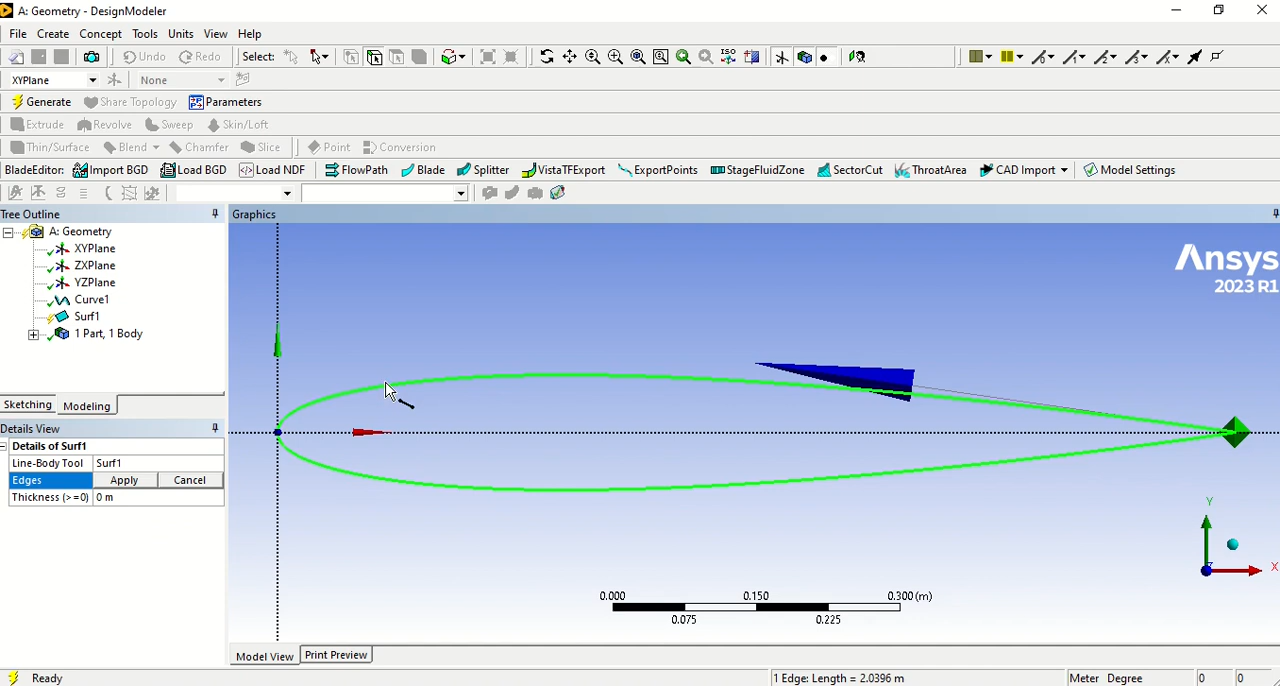 A: Geometry - DesignModeler
File Create Concept Tools Units View Help
Undo Redo Select: ISO
XYPlane None
Generate Share Topology Parameters
Extrude Revolve Sweep Skin/Loft
Thin/Surface Blend Chamfer Slice Point Conversion
BladeEditor: Import BGD Load BGD Load NDF FlowPath Blade Splitter VistaTFExport ExportPoints StageFluidZone SectorCut ThroatArea CAD Import Model Settings
Tree Outline
Graphics
A: Geometry
XYPlane
ZXPlane
YZPlane
Curve1
Surf1
1 Part, 1 Body
Sketching Modeling
Details View
Details of Surf1
Line-Body Tool Surf1
Edges Apply Cancel
Thickness (>=0) 0 m
Ansys
2023 R1
Y
X
0.000 0.150 0.300 (m)
0.075 0.225
Model View Print Preview
Ready 1 Edge: Length = 2.0396 m Meter Degree 0 0